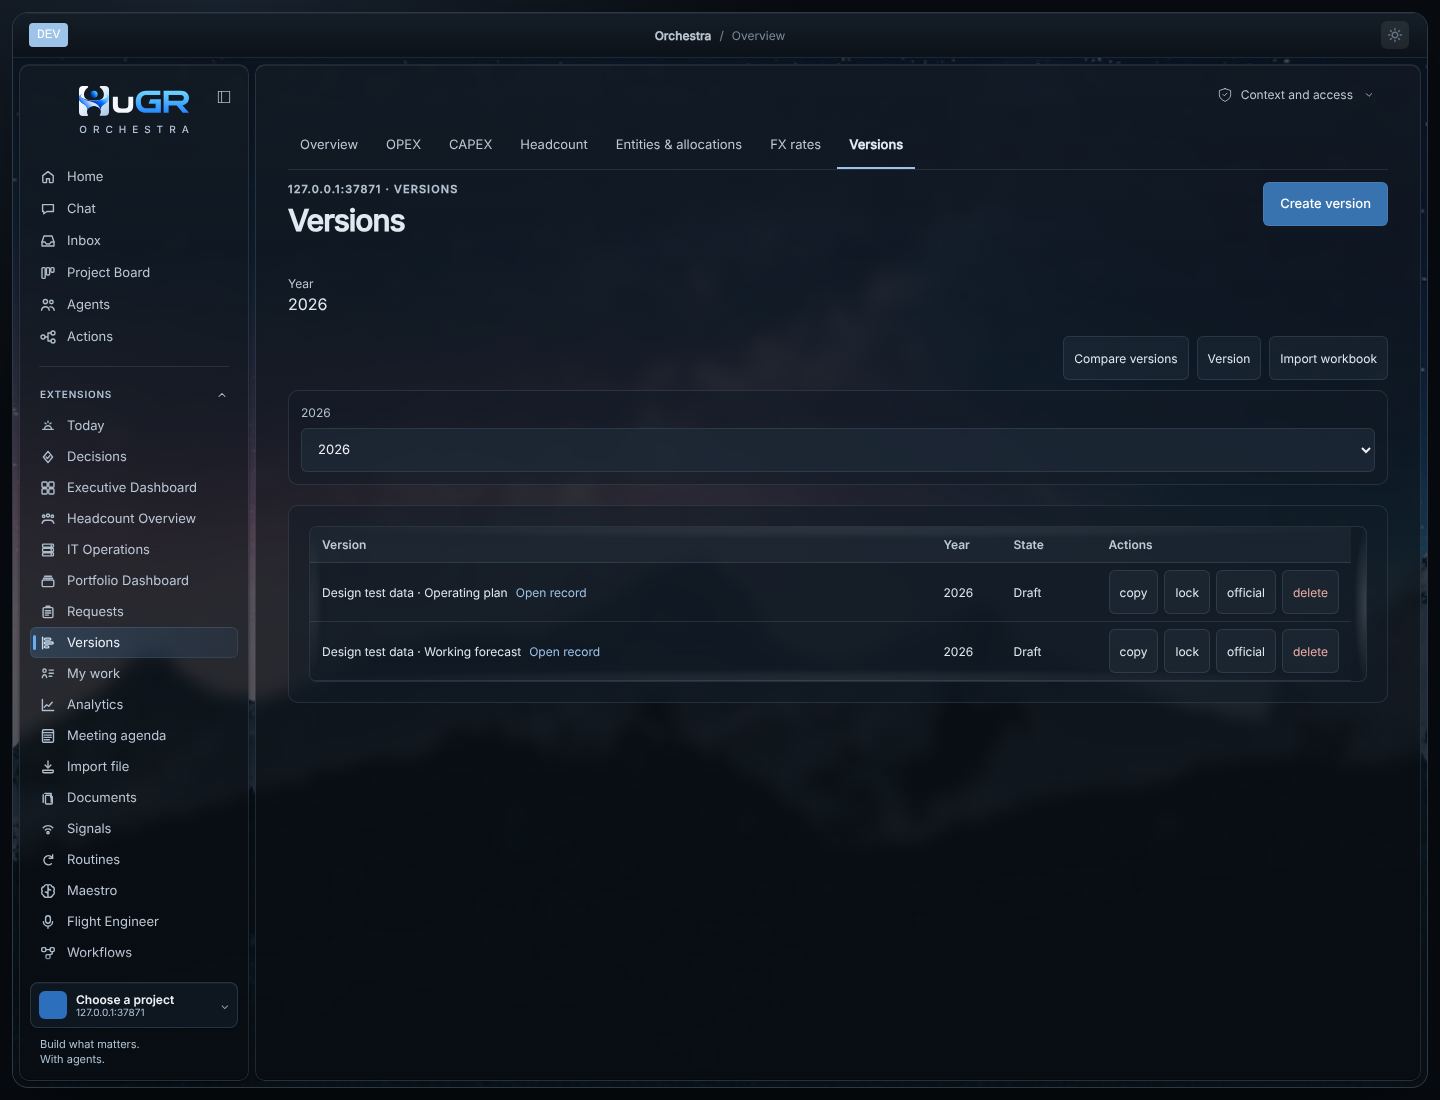 DEV
Orchestra / Overview
HuGR
ORCHESTRA
Home
Chat
Inbox
Project Board
Agents
Actions
EXTENSIONS
Today
Decisions
Executive Dashboard
Headcount Overview
IT Operations
Portfolio Dashboard
Requests
Versions
My work
Analytics
Meeting agenda
Import file
Documents
Signals
Routines
Maestro
Flight Engineer
Workflows
Choose a project
127.0.0.1:37871
Build what matters.
With agents.
Context and access
Overview OPEX CAPEX Headcount Entities & allocations FX rates Versions
127.0.0.1:37871 · VERSIONS
Versions
Create version
Year
2026
Compare versions Version Import workbook
2026
2026
Version Year State Actions
Design test data · Operating plan Open record 2026 Draft copy lock official delete
Design test data · Working forecast Open record 2026 Draft copy lock official delete